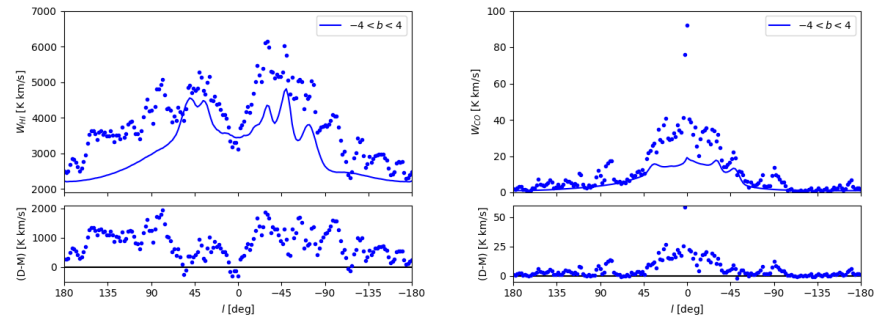 7000
6000
5000
4000
3000
2000
W_HI [K km/s]
−4 < b < 4
2000
1000
0
(D-M) [K km/s]
180 135 90 45 0 −45 −90 −135 −180
l [deg]
100
80
60
40
20
0
W_CO [K km/s]
−4 < b < 4
50
25
0
(D-M) [K km/s]
180 135 90 45 0 −45 −90 −135 −180
l [deg]